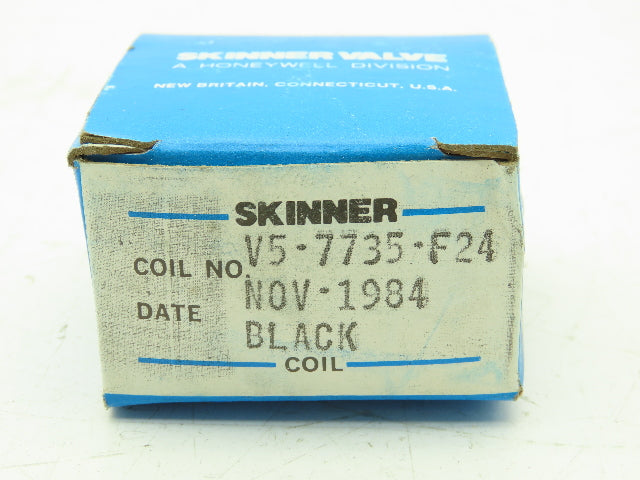 SKINNER VALVE
A HONEYWELL DIVISION
NEW BRITAIN, CONNECTICUT, U.S.A.
SKINNER
COIL NO. V5-7735-F24
DATE NOV-1984
BLACK
COIL